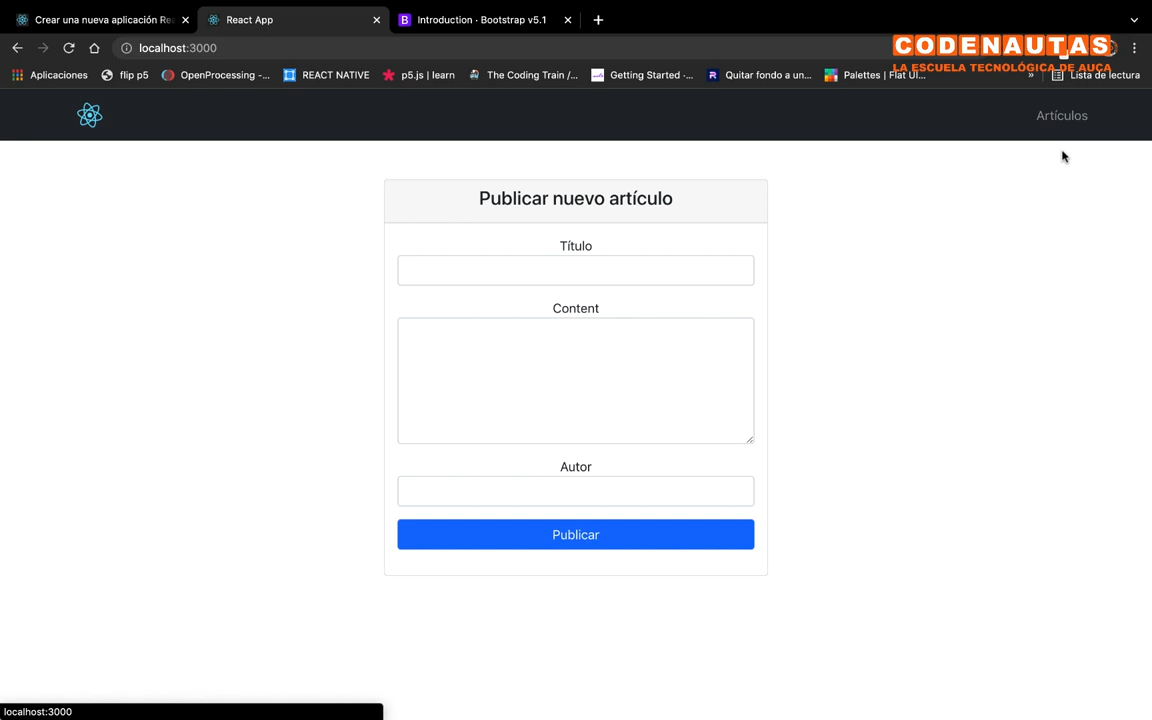 Crear una nueva aplicación Rea
React App
Introduction · Bootstrap v5.1
localhost:3000
CODENAUTAS
LA ESCUELA TECNOLÓGICA DE AUCA
Aplicaciones
flip p5
OpenProcessing -...
REACT NATIVE
p5.js | learn
The Coding Train /...
Getting Started ·...
Quitar fondo a un...
Palettes | Flat UI...
»
Lista de lectura
Artículos
Publicar nuevo artículo
Título
Content
Autor
Publicar
localhost:3000